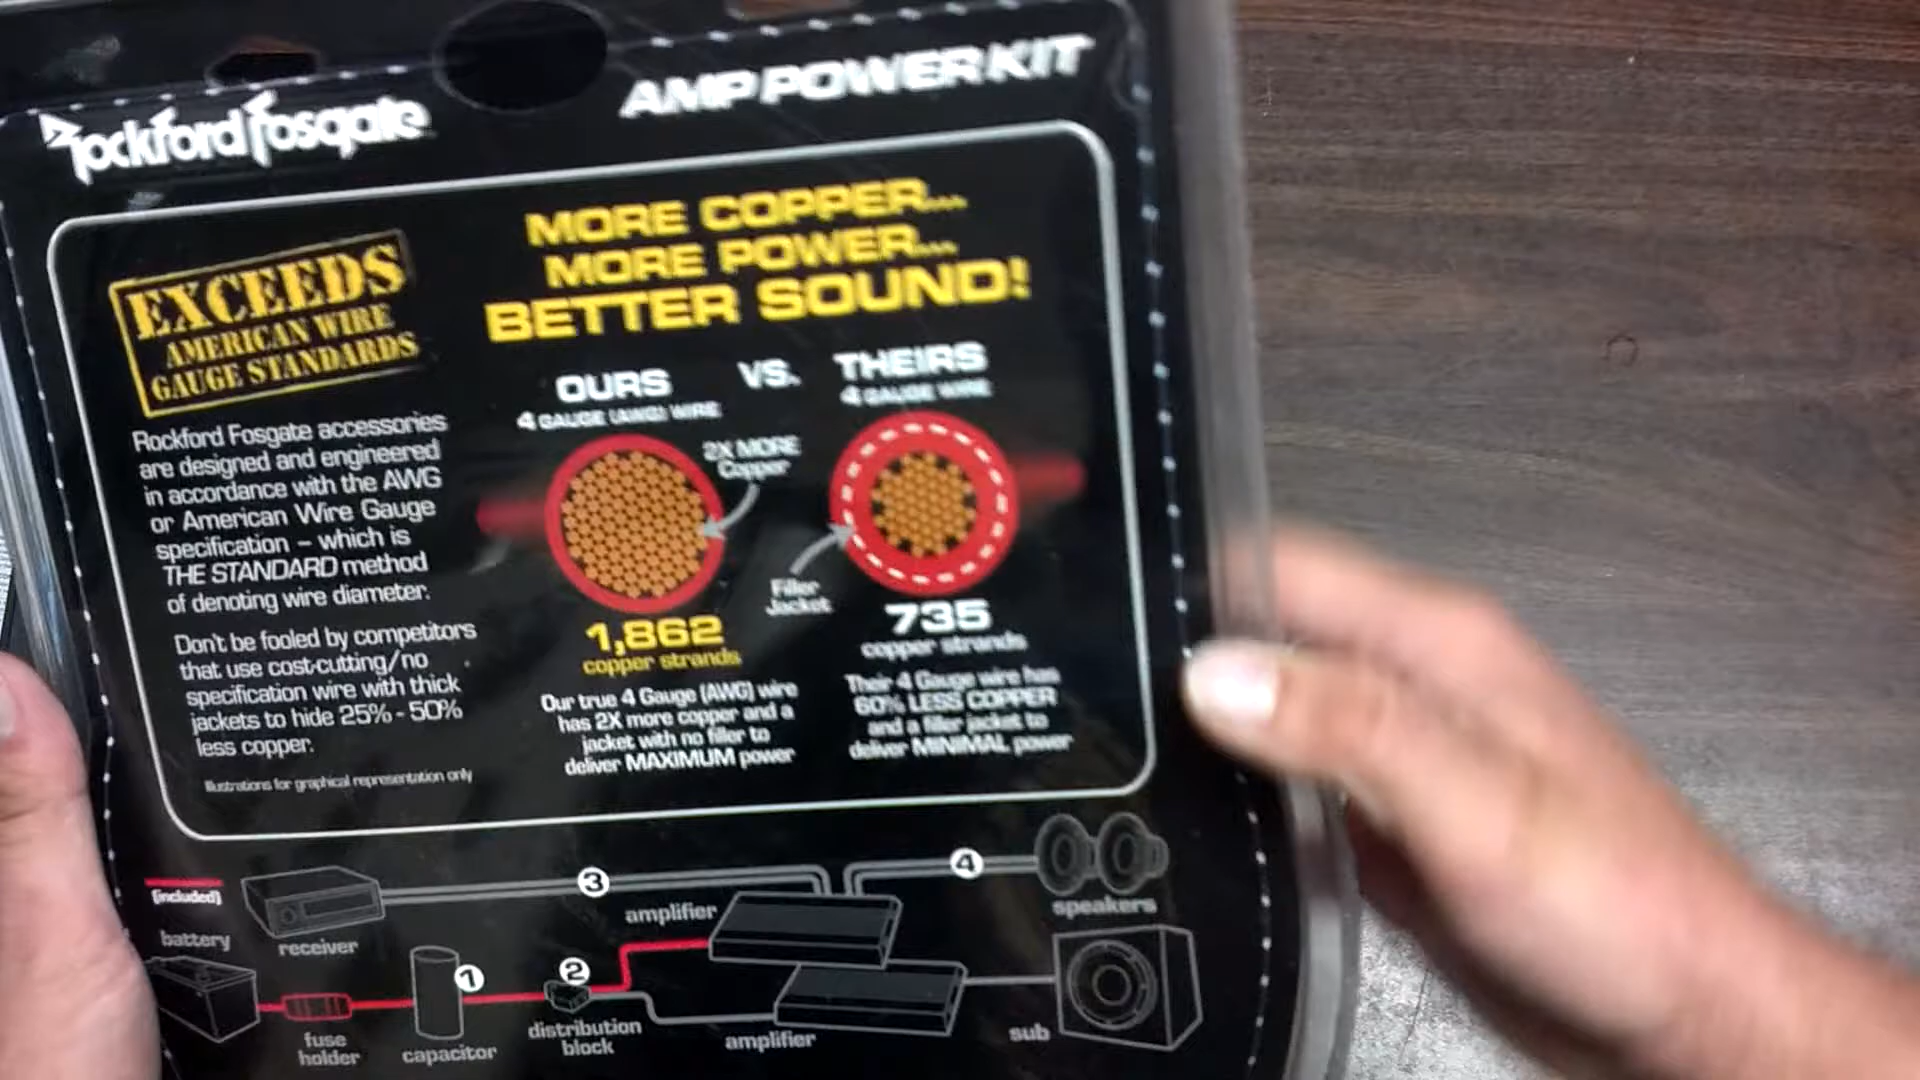 Rockford Fosgate
AMP POWER KIT
EXCEEDS
AMERICAN WIRE
GAUGE STANDARDS
MORE COPPER...
MORE POWER...
BETTER SOUND!
Rockford Fosgate accessories
are designed and engineered
in accordance with the AWG
or American Wire Gauge
specification – which is
THE STANDARD method
of denoting wire diameter.
Don't be fooled by competitors
that use cost-cutting/no
specification wire with thick
jackets to hide 25% - 50%
less copper.
Illustrations for graphical representation only
OURS
4 GAUGE (AWG) WIRE
VS.
THEIRS
4 GAUGE WIRE
2X MORE
Copper
Filler
Jacket
1,862
copper strands
Our true 4 Gauge (AWG) wire
has 2X more copper and a
jacket with no filler to
deliver MAXIMUM power
735
copper strands
Their 4 Gauge wire has
60% LESS COPPER
and a filler jacket to
deliver MINIMAL power
(included)
battery
receiver
3
amplifier
4
speakers
fuse
holder
1
capacitor
2
distribution
block
amplifier
sub